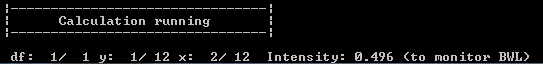 |--------------------------------|
|      Calculation running       |
|--------------------------------|
df:  1/  1 y:  1/ 12 x:  2/ 12  Intensity: 0.496 (to monitor BWL)